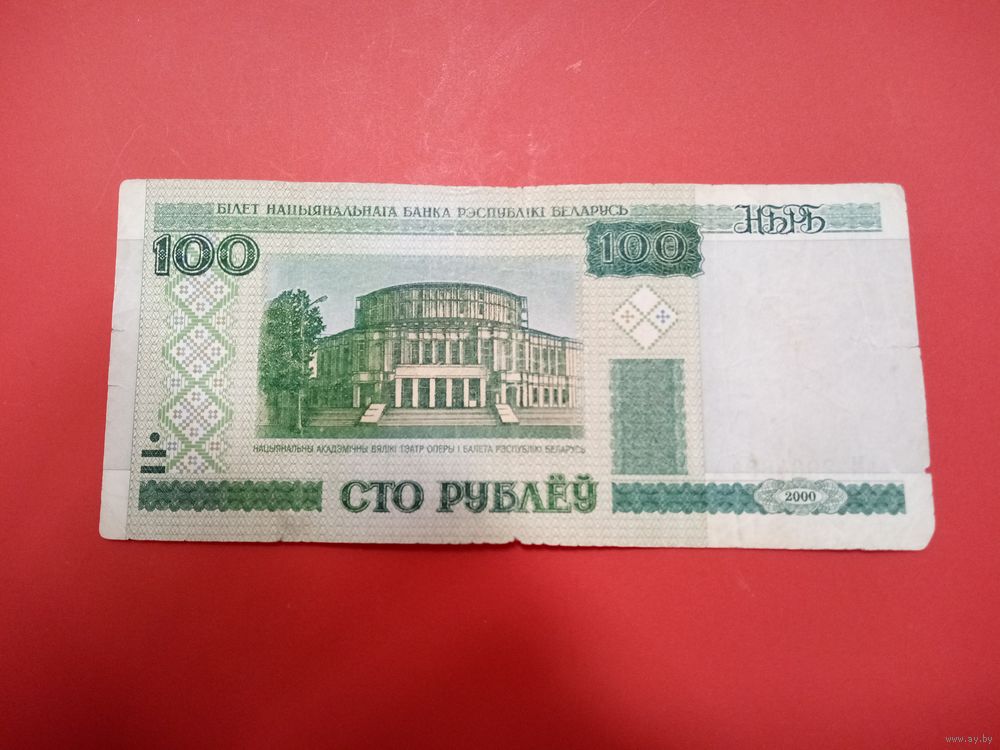 БІЛЕТ НАЦЫЯНАЛЬНАГА БАНКА РЭСПУБЛІКІ БЕЛАРУСЬ
НБРБ
100
100
НАЦЫЯНАЛЬНЫ АКАДЭМІЧНЫ ВЯЛІКІ ТЭАТР ОПЕРЫ І БАЛЕТА РЭСПУБЛІКІ БЕЛАРУСЬ
СТО РУБЛЁЎ
2000
www.ay.by